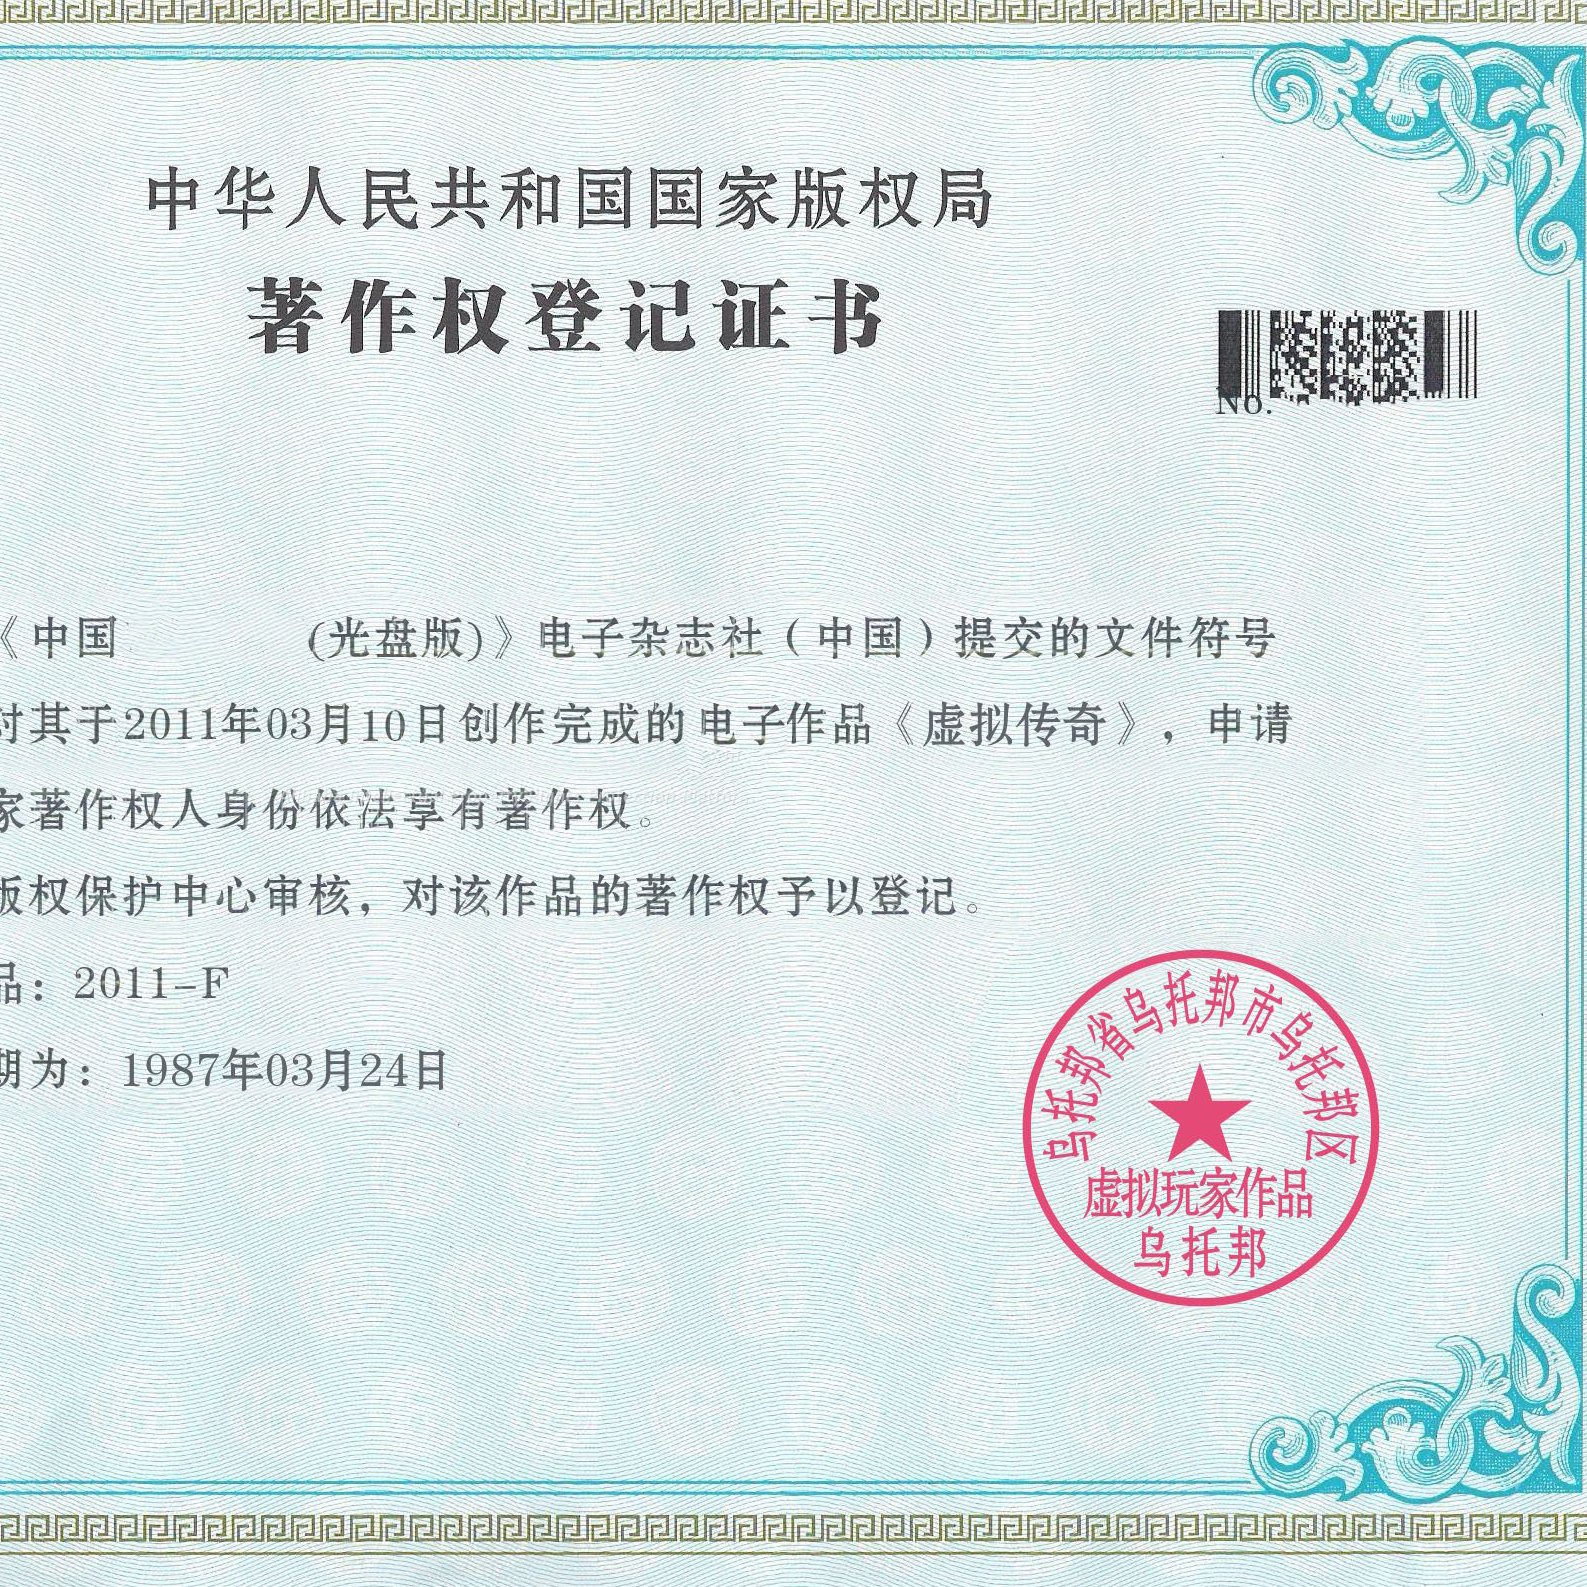 中华人民共和国国家版权局
著作权登记证书
No.
《中国 (光盘版)》电子杂志社（中国）提交的文件符号
对其于2011年03月10日创作完成的电子作品《虚拟传奇》，申请
家著作权人身份依法享有著作权。
版权保护中心审核，对该作品的著作权予以登记。
品：2011-F
期为：1987年03月24日
乌托邦省乌托邦市乌托邦区
虚拟玩家作品
乌托邦